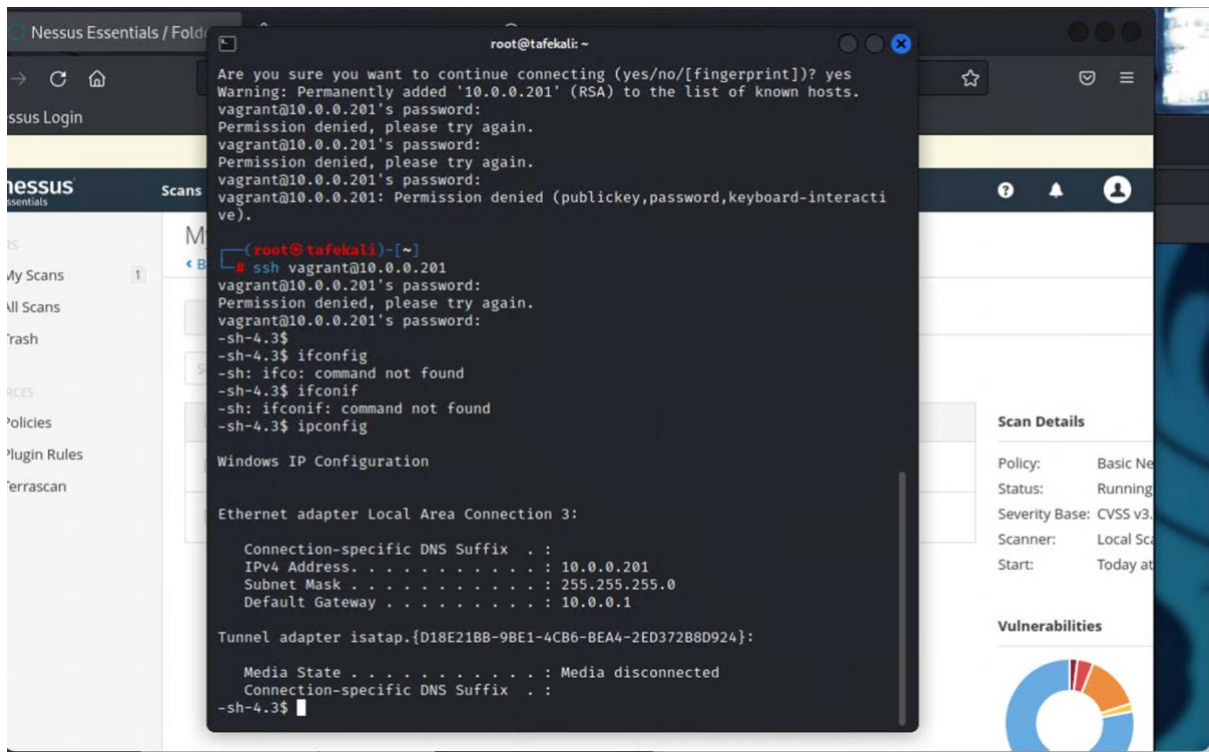 Nessus Essentials / Folde
ssus Login
root@tafekali: ~
Are you sure you want to continue connecting (yes/no/[fingerprint])? yes
Warning: Permanently added '10.0.0.201' (RSA) to the list of known hosts.
vagrant@10.0.0.201's password:
Permission denied, please try again.
vagrant@10.0.0.201's password:
Permission denied, please try again.
vagrant@10.0.0.201's password:
vagrant@10.0.0.201: Permission denied (publickey,password,keyboard-interacti
ve).
(root㉿tafekali)-[~]
# ssh vagrant@10.0.0.201
vagrant@10.0.0.201's password:
Permission denied, please try again.
vagrant@10.0.0.201's password:
-sh-4.3$
-sh-4.3$ ifconfig
-sh: ifco: command not found
-sh-4.3$ ifconif
-sh: ifconif: command not found
-sh-4.3$ ipconfig
Windows IP Configuration
Ethernet adapter Local Area Connection 3:
Connection-specific DNS Suffix . :
IPv4 Address. . . . . . . . . . . : 10.0.0.201
Subnet Mask . . . . . . . . . . . : 255.255.255.0
Default Gateway . . . . . . . . . : 10.0.0.1
Tunnel adapter isatap.{D18E21BB-9BE1-4CB6-BEA4-2ED372B8D924}:
Media State . . . . . . . . . . . : Media disconnected
Connection-specific DNS Suffix . :
-sh-4.3$
nessus
ssentials
Scans
My
< B
RS
My Scans 1
All Scans
Trash
RCES
Policies
Plugin Rules
Terrascan
Scan Details
Policy: Basic Ne
Status: Running
Severity Base: CVSS v3.
Scanner: Local Sca
Start: Today at
Vulnerabilities